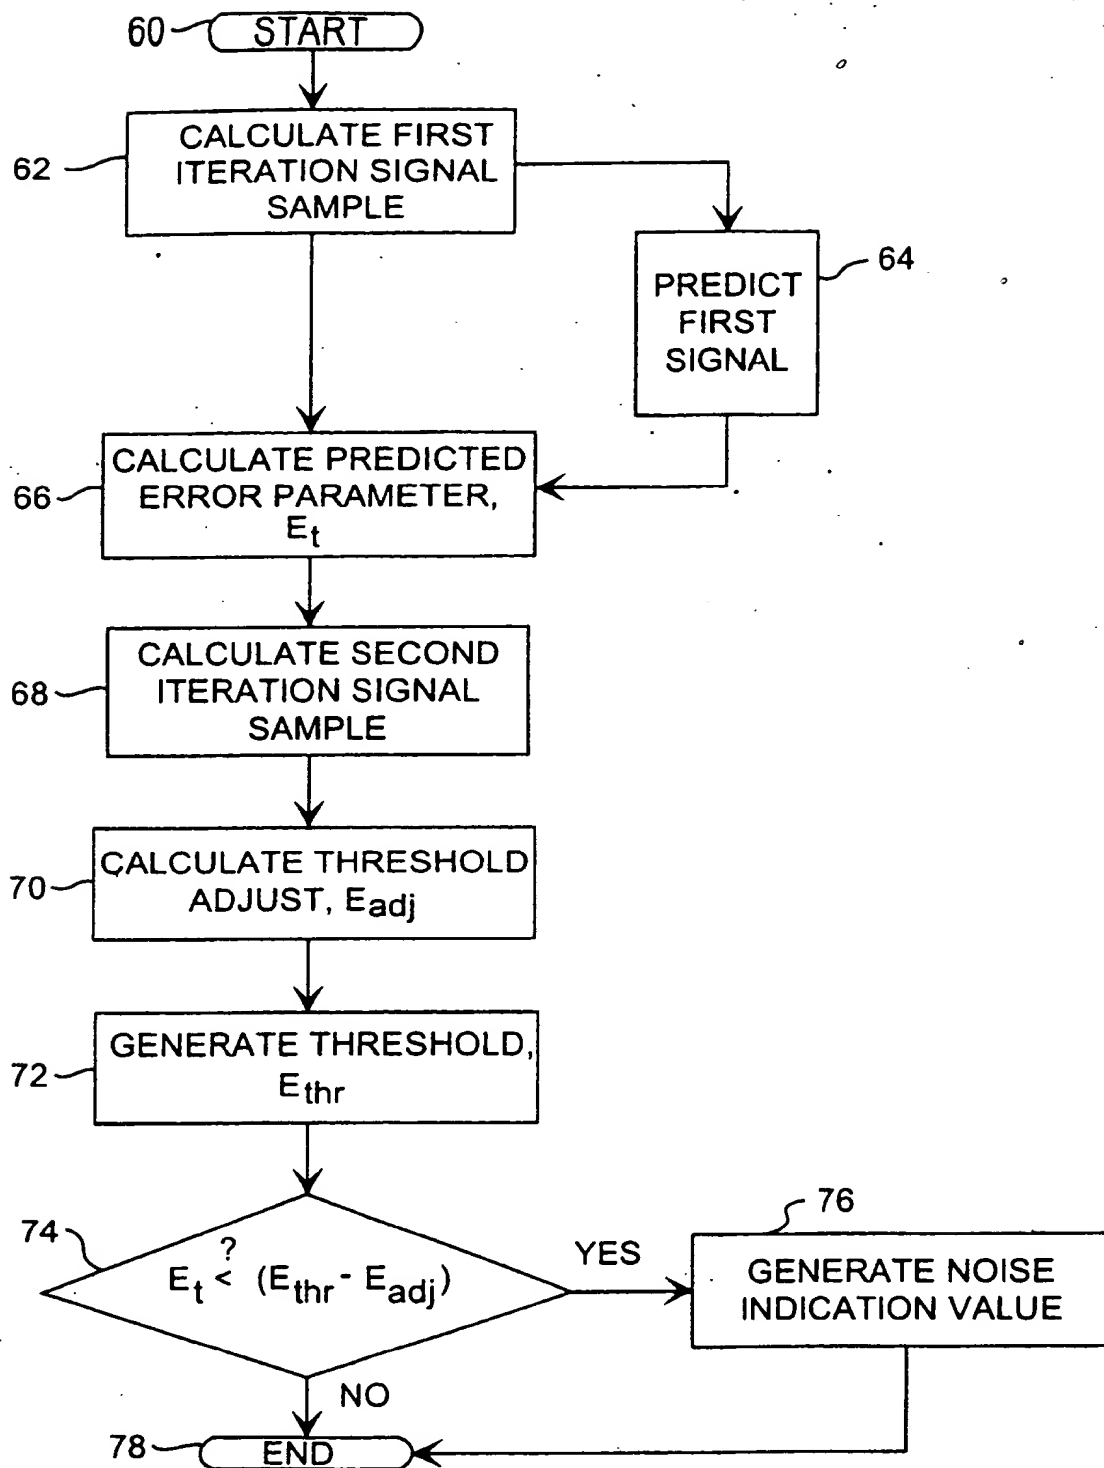 60
START
62
CALCULATE FIRST
ITERATION SIGNAL
SAMPLE
64
PREDICT
FIRST
SIGNAL
66
CALCULATE PREDICTED
ERROR PARAMETER,
Et
68
CALCULATE SECOND
ITERATION SIGNAL
SAMPLE
70
CALCULATE THRESHOLD
ADJUST, Eadj
72
GENERATE THRESHOLD,
Ethr
74
?
Et < (Ethr - Eadj)
YES
76
GENERATE NOISE
INDICATION VALUE
NO
78
END